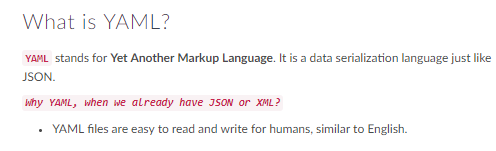 What is YAML?
YAML stands for Yet Another Markup Language. It is a data serialization language just like
JSON.
Why YAML, when we already have JSON or XML?
• YAML files are easy to read and write for humans, similar to English.